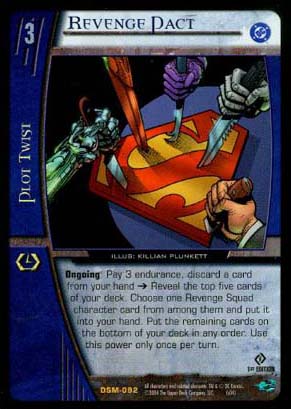 3
REVENGE PACT
PLOT TWIST
ILLUS: KILLIAN PLUNKETT
Ongoing: Pay 3 endurance, discard a card
from your hand → Reveal the top five cards
of your deck. Choose one Revenge Squad
character card from among them and put it
into your hand. Put the remaining cards on
the bottom of your deck in any order. Use
this power only once per turn.
1ST EDITION
DSM-092